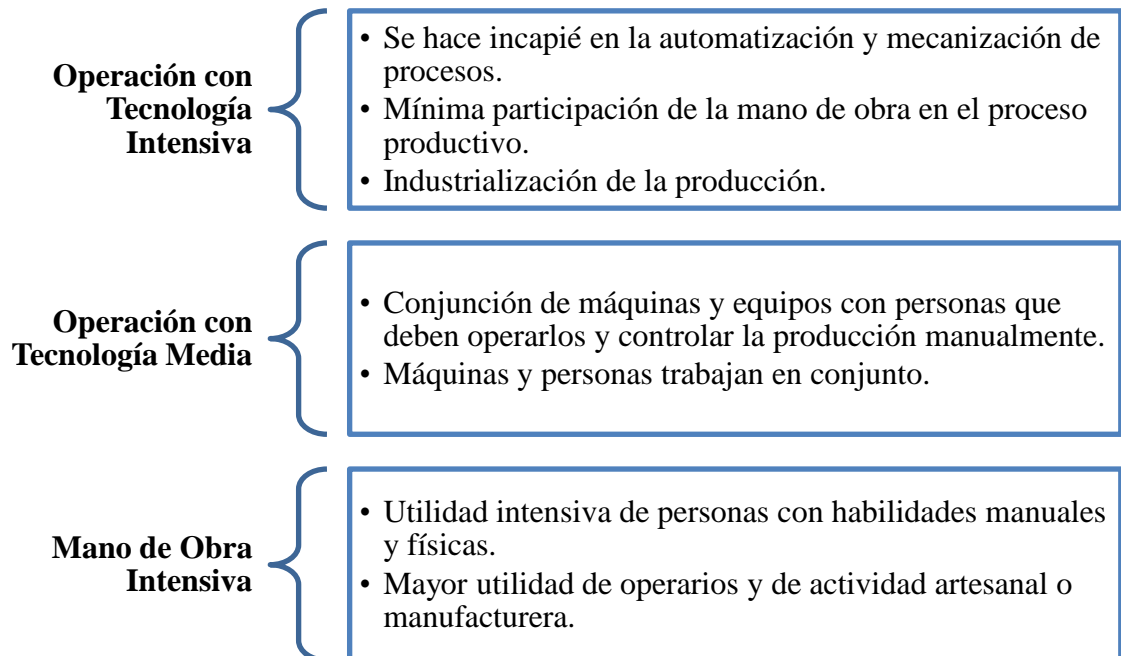 Operación con
Tecnología
Intensiva
• Se hace incapié en la automatización y mecanización de
procesos.
• Mínima participación de la mano de obra en el proceso
productivo.
• Industrialización de la producción.
Operación con
Tecnología Media
• Conjunción de máquinas y equipos con personas que
deben operarlos y controlar la producción manualmente.
• Máquinas y personas trabajan en conjunto.
Mano de Obra
Intensiva
• Utilidad intensiva de personas con habilidades manuales
y físicas.
• Mayor utilidad de operarios y de actividad artesanal o
manufacturera.